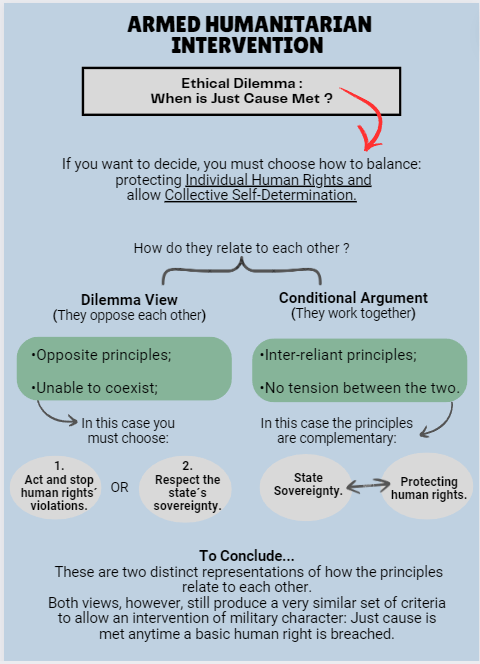 ARMED HUMANITARIAN
INTERVENTION
Ethical Dilemma :
When is Just Cause Met ?
If you want to decide, you must choose how to balance:
protecting Individual Human Rights and
allow Collective Self-Determination.
How do they relate to each other ?
Dilemma View
(They oppose each other)
•Opposite principles;
•Unable to coexist;
In this case you
must choose:
1.
Act and stop
human rights´
violations.
OR
2.
Respect the
state´s
sovereignty.
Conditional Argument
(They work together)
•Inter-reliant principles;
•No tension between the two.
In this case the principles
are complementary:
State
Sovereignty.
Protecting
human rights.
To Conclude...
These are two distinct representations of how the principles
relate to each other.
Both views, however, still produce a very similar set of criteria
to allow an intervention of military character: Just cause is
met anytime a basic human right is breached.